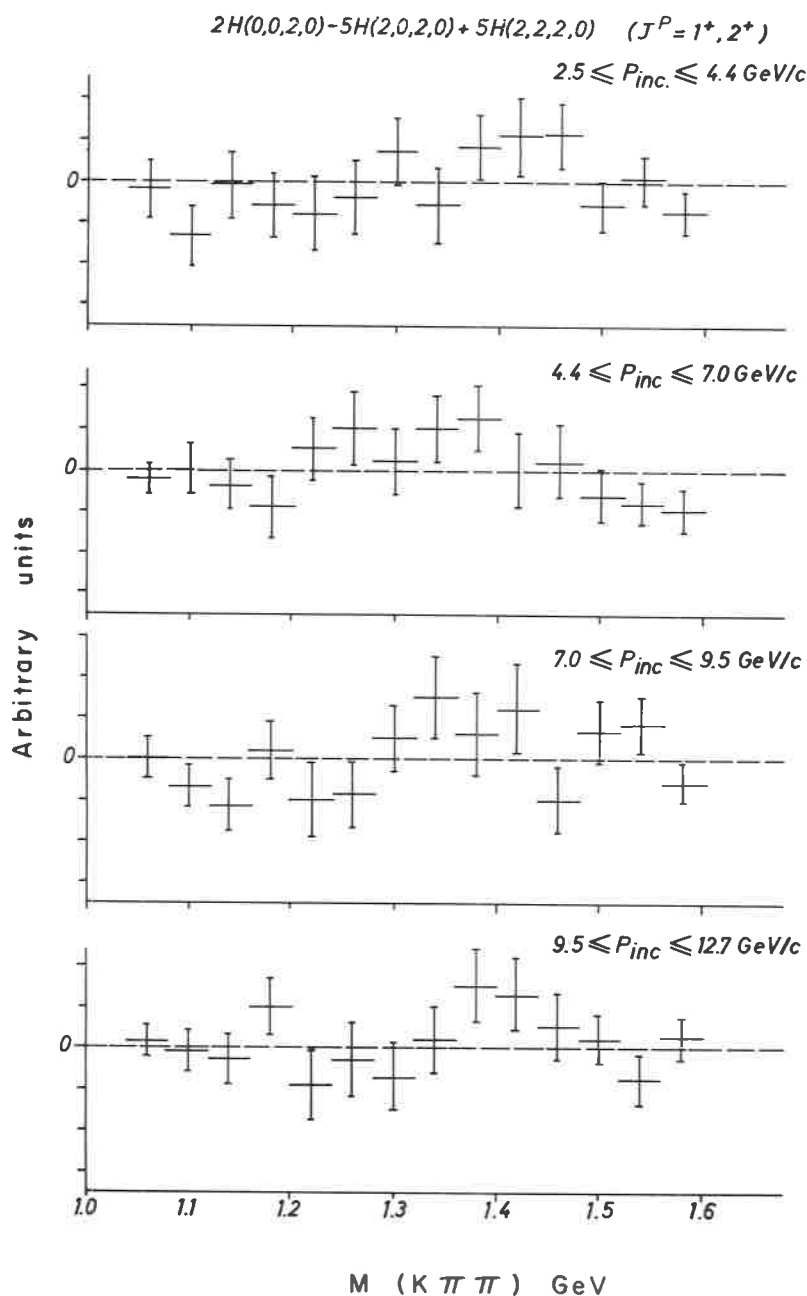 2H(0,0,2,0)-5H(2,0,2,0)+5H(2,2,2,0) (J^P = 1⁺, 2⁺)
2.5 ≤ P_inc. ≤ 4.4 GeV/c
0
4.4 ≤ P_inc ≤ 7.0 GeV/c
0
7.0 ≤ P_inc ≤ 9.5 GeV/c
0
9.5 ≤ P_inc ≤ 12.7 GeV/c
0
Arbitrary units
1.0 1.1 1.2 1.3 1.4 1.5 1.6
M (Kππ) GeV